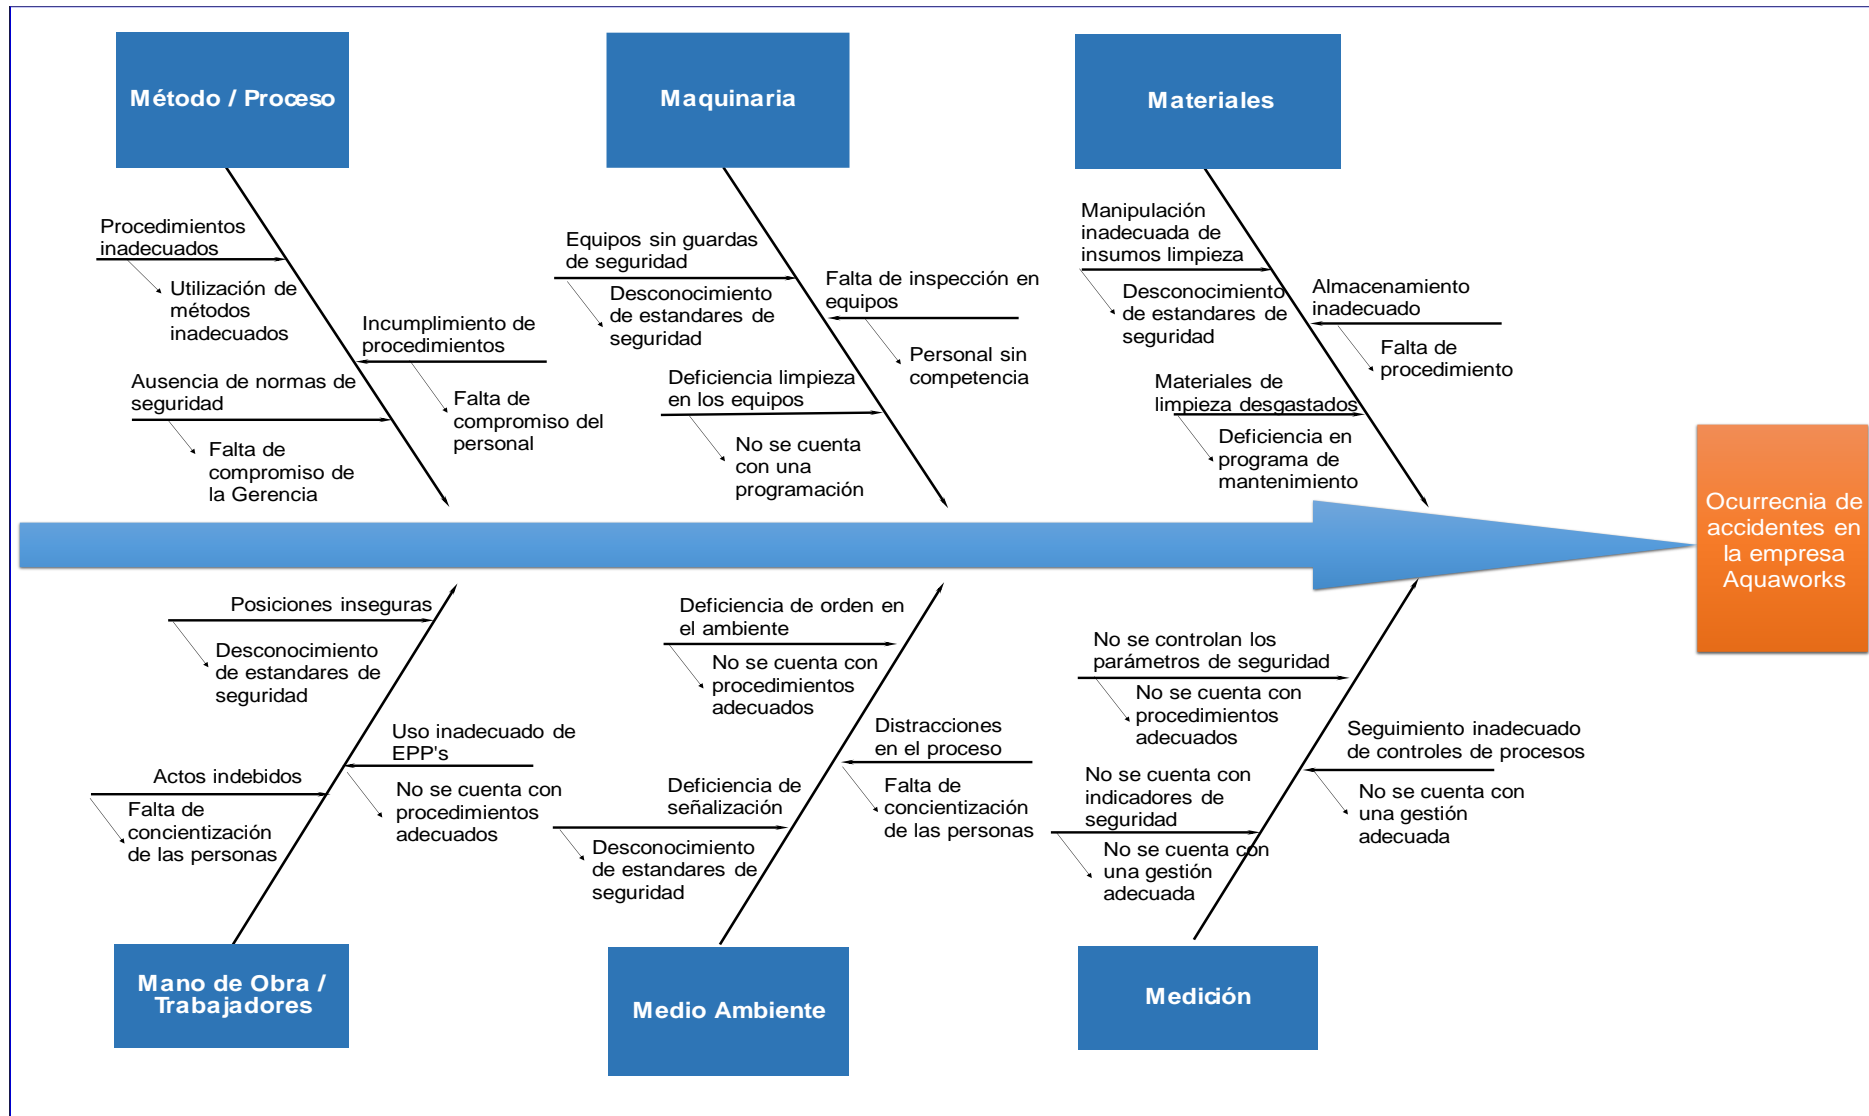 Método / Proceso
Maquinaria
Materiales
Procedimientos
inadecuados
Utilización de
métodos
inadecuados
Incumplimiento de
procedimientos
Falta de
compromiso del
personal
Ausencia de normas de
seguridad
Falta de
compromiso de
la Gerencia
Equipos sin guardas
de seguridad
Desconocimiento
de estandares de
seguridad
Falta de inspección en
equipos
Personal sin
competencia
Deficiencia limpieza
en los equipos
No se cuenta
con una
programación
Manipulación
inadecuada de
insumos limpieza
Desconocimiento
de estandares de
seguridad
Almacenamiento
inadecuado
Falta de
procedimiento
Materiales de
limpieza desgastados
Deficiencia en
programa de
mantenimiento
Ocurrecnia de
accidentes en
la empresa
Aquaworks
Posiciones inseguras
Desconocimiento
de estandares de
seguridad
Uso inadecuado de
EPP's
No se cuenta con
procedimientos
adecuados
Actos indebidos
Falta de
concientización
de las personas
Deficiencia de orden en
el ambiente
No se cuenta con
procedimientos
adecuados
Distracciones
en el proceso
Falta de
concientización
de las personas
Deficiencia de
señalización
Desconocimiento
de estandares de
seguridad
No se controlan los
parámetros de seguridad
No se cuenta con
procedimientos
adecuados
Seguimiento inadecuado
de controles de procesos
No se cuenta con
una gestión
adecuada
No se cuenta con
indicadores de
seguridad
No se cuenta con
una gestión
adecuada
Mano de Obra /
Trabajadores
Medio Ambiente
Medición